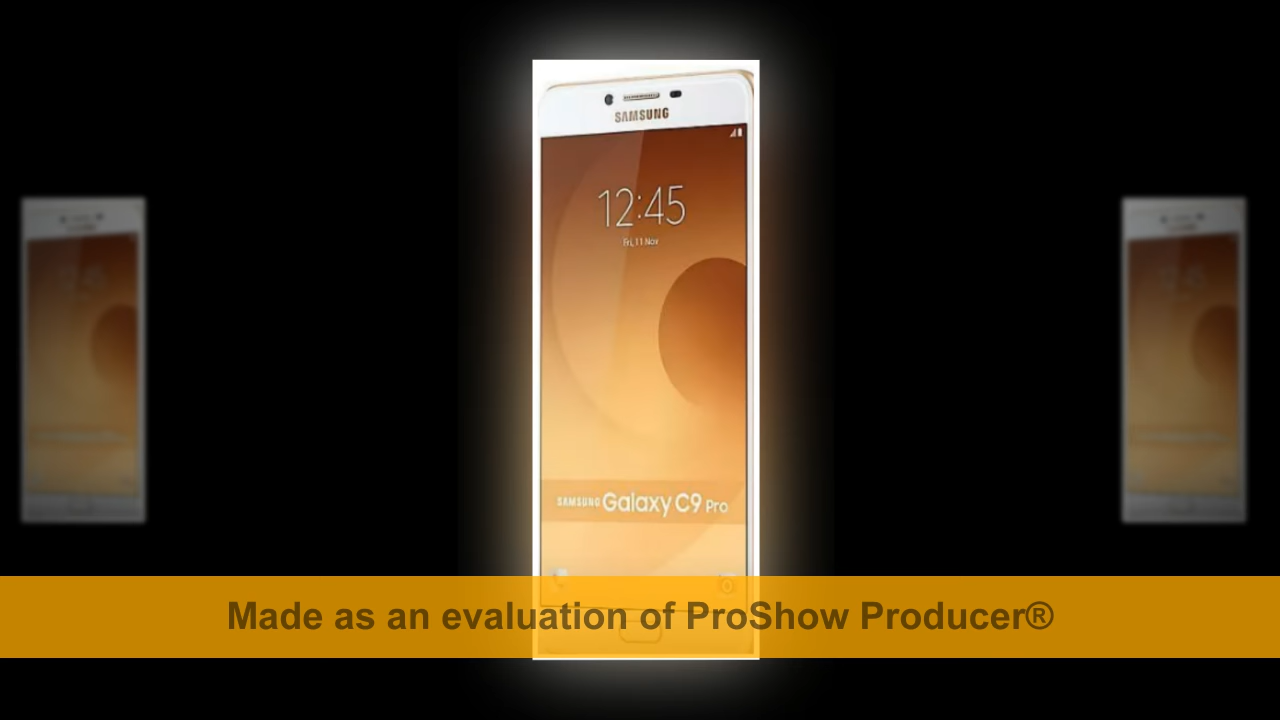 SAMSUNG
12:45
Fri, 11 Nov
SAMSUNG Galaxy C9 Pro
Made as an evaluation of ProShow Producer®